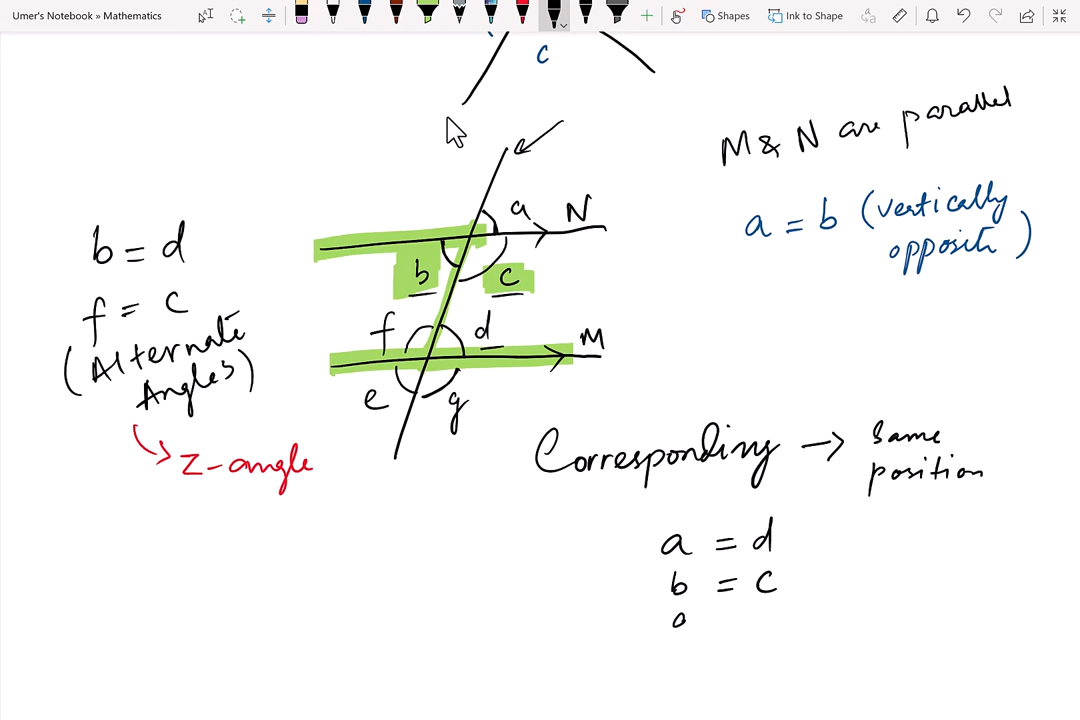 Umer's Notebook » Mathematics
Shapes
Ink to Shape
c
M & N are parallel
a = b (vertically
opposite)
a
N
b
c
b = d
f = c
(Alternate
Angles)
f
d
M
e
g
z-angle
Corresponding → same
position
a = d
b = c